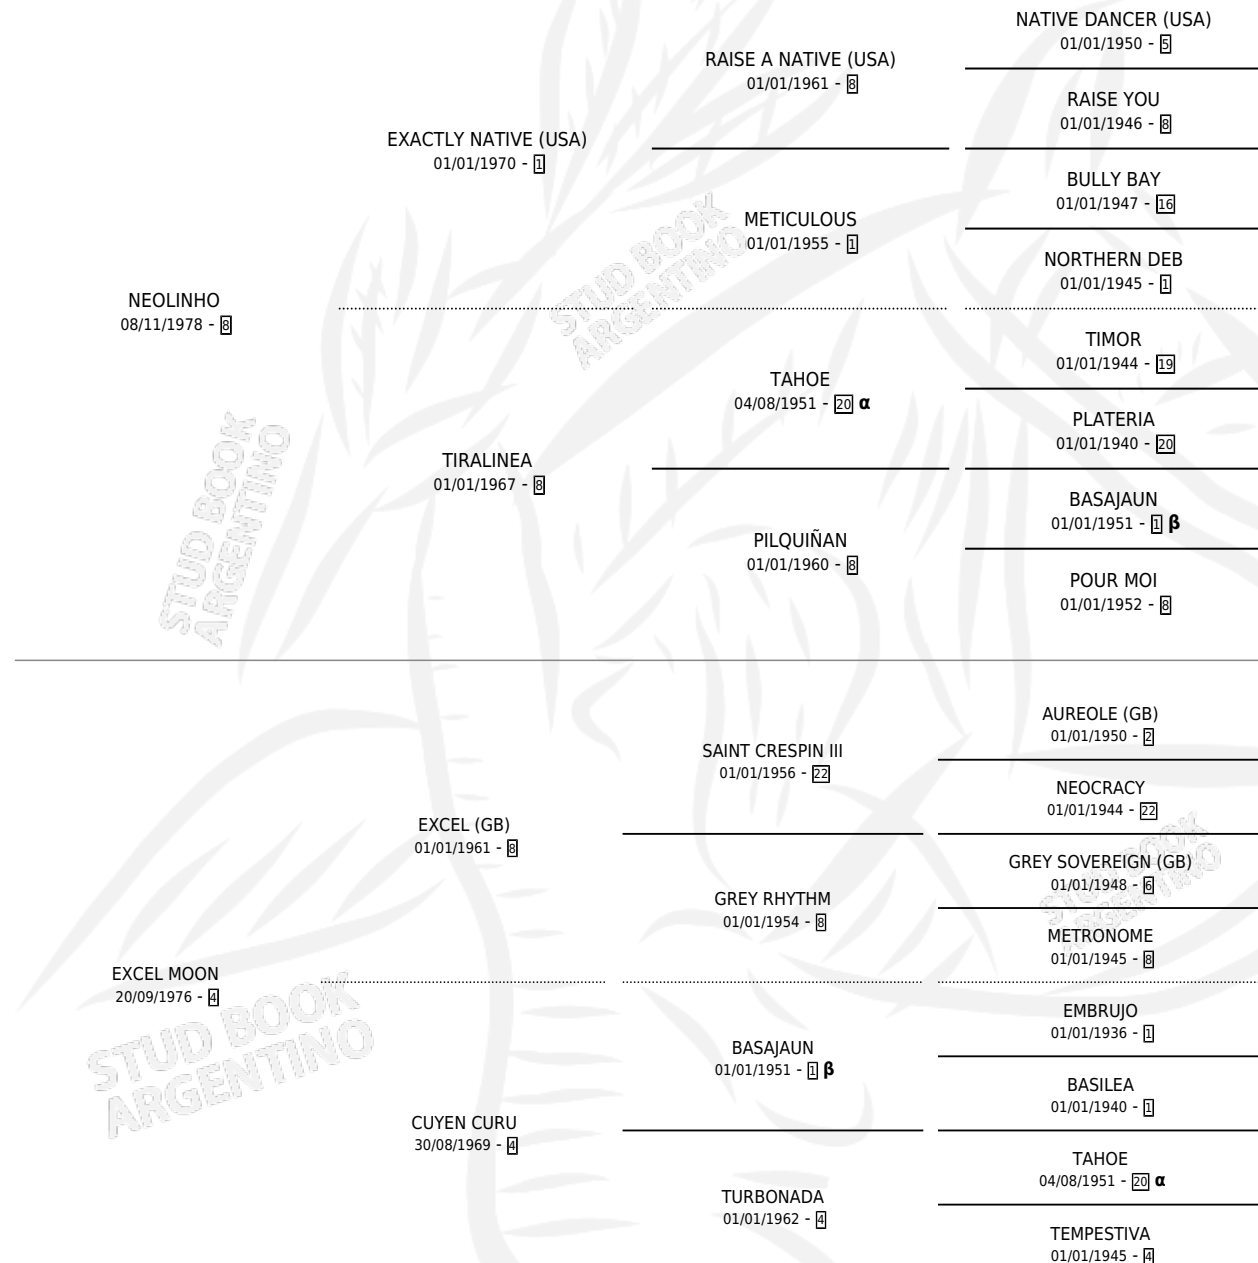 NATIVE DANCER (USA)
01/01/1950 - 5
RAISE A NATIVE (USA)
01/01/1961 - 8
RAISE YOU
01/01/1946 - 8
EXACTLY NATIVE (USA)
01/01/1970 - 1
BULLY BAY
01/01/1947 - 16
METICULOUS
01/01/1955 - 1
NORTHERN DEB
01/01/1945 - 1
NEOLINHO
08/11/1978 - 8
TIMOR
01/01/1944 - 19
TAHOE
04/08/1951 - 20 α
PLATERIA
01/01/1940 - 20
TIRALINEA
01/01/1967 - 8
BASAJAUN
01/01/1951 - 1 β
PILQUIÑAN
01/01/1960 - 8
POUR MOI
01/01/1952 - 8
AUREOLE (GB)
01/01/1950 - 2
SAINT CRESPIN III
01/01/1956 - 22
NEOCRACY
01/01/1944 - 22
EXCEL (GB)
01/01/1961 - 8
GREY SOVEREIGN (GB)
01/01/1948 - 6
GREY RHYTHM
01/01/1954 - 8
METRONOME
01/01/1945 - 8
EXCEL MOON
20/09/1976 - 4
EMBRUJO
01/01/1936 - 1
BASAJAUN
01/01/1951 - 1 β
BASILEA
01/01/1940 - 1
CUYEN CURU
30/08/1969 - 4
TAHOE
04/08/1951 - 20 α
TURBONADA
01/01/1962 - 4
TEMPESTIVA
01/01/1945 - 4
STUD BOOK
ARGENTINO
STUD BOOK
ARGENTINO
STUD BOOK
ARGENTINO
STUD BOOK
ARGENTINO